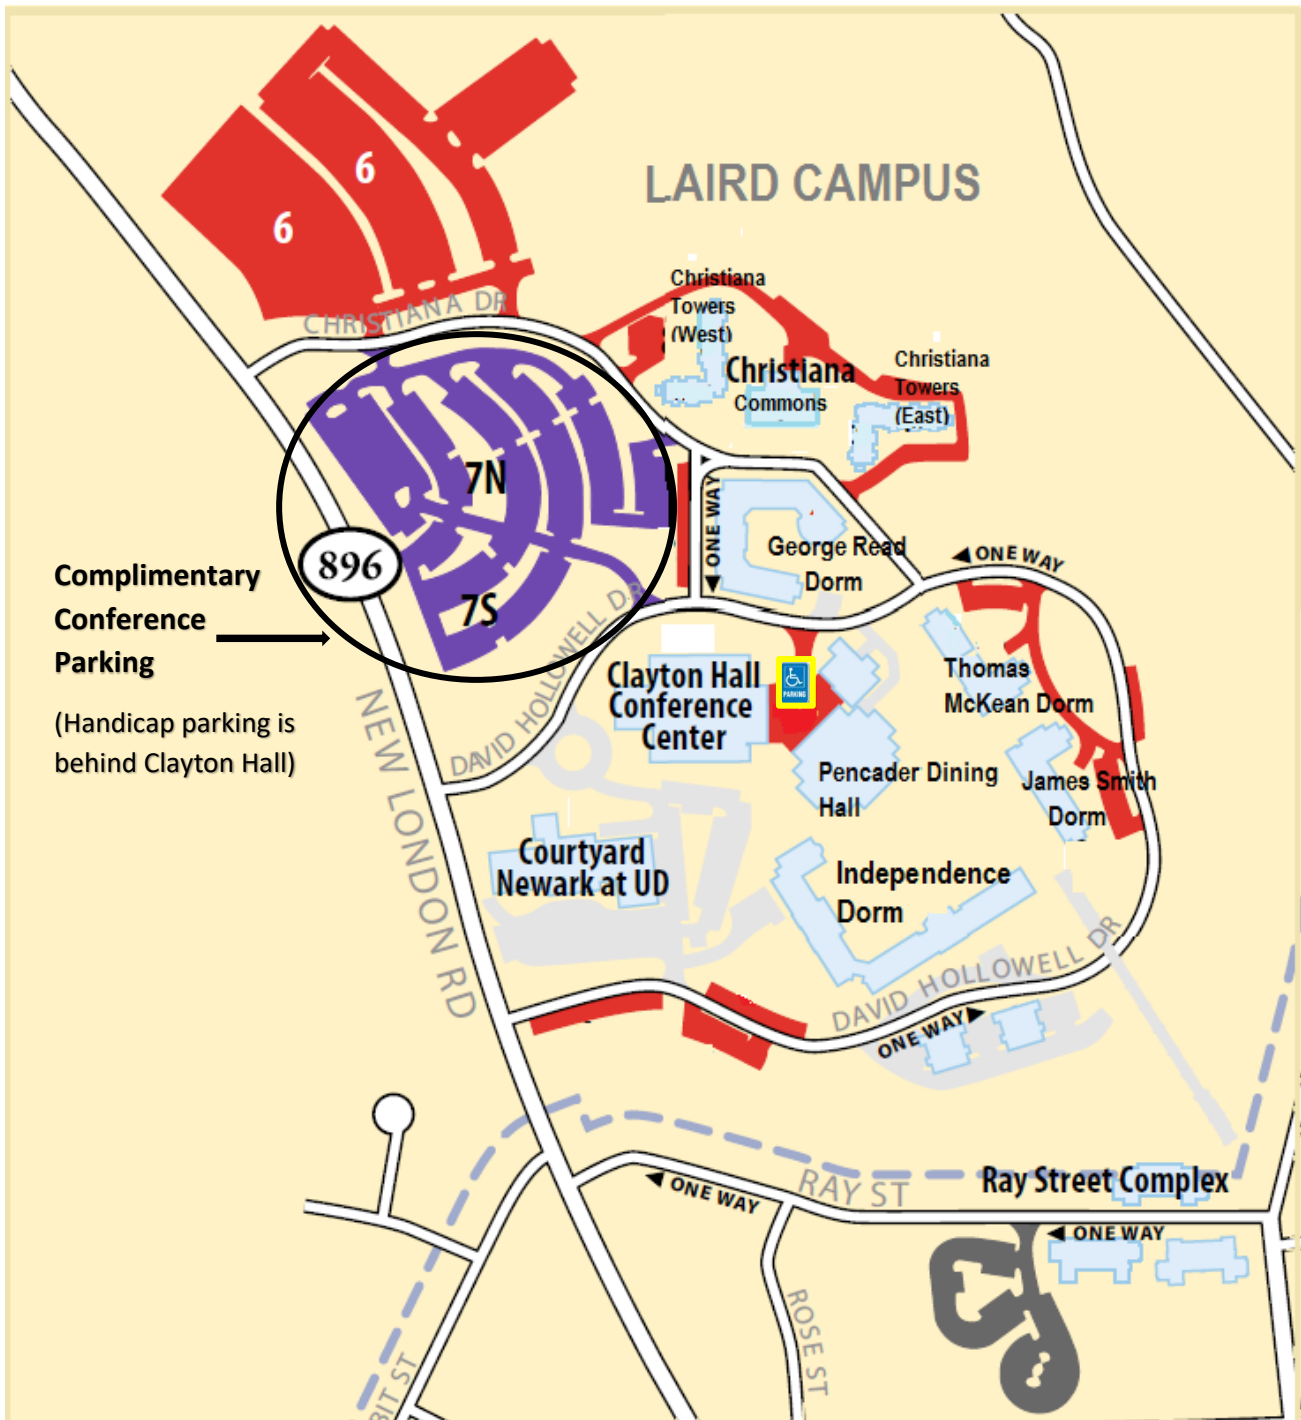 6
6
LAIRD CAMPUS
Christiana
Towers
(West)
CHRISTIANA DR
Christiana
Commons
Christiana
Towers
(East)
7N
ONE WAY
George Read
Dorm
ONE WAY
896
Complimentary
Conference
Parking
(Handicap parking is
behind Clayton Hall)
7S
DAVID HOLLOWELL DR
Clayton Hall
Conference
Center
PARKING
Thomas
McKean Dorm
Pencader Dining
Hall
James Smith
Dorm
NEW LONDON RD
Courtyard
Newark at UD
Independence
Dorm
DAVID HOLLOWELL DR
ONE WAY
RAY ST
ONE WAY
Ray Street Complex
ONE WAY
ROSE ST
BIT ST